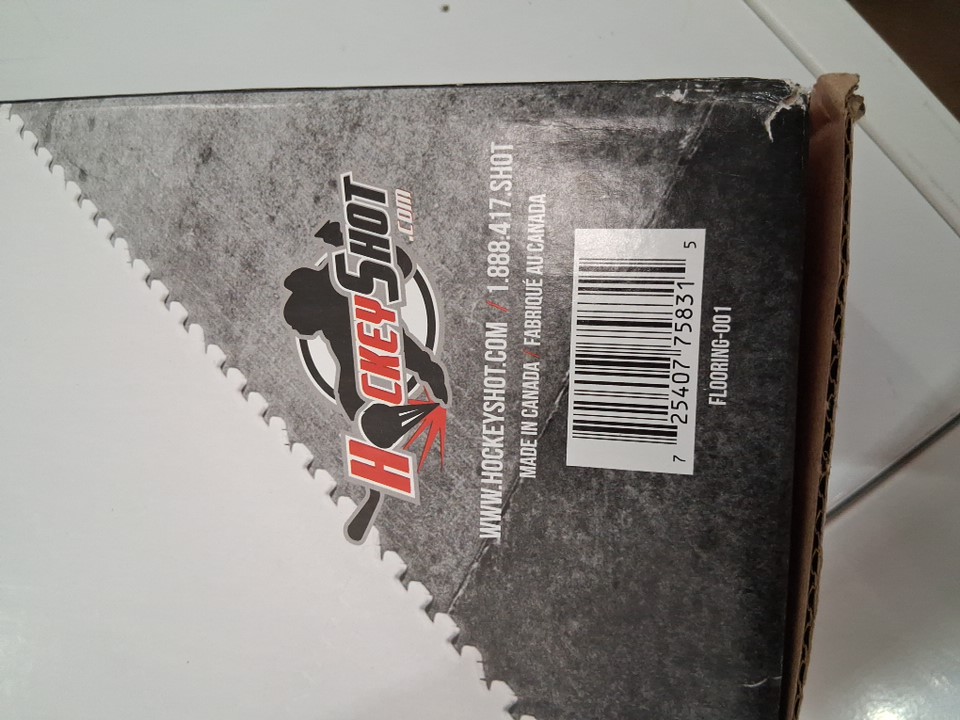 HOCKEYSHOT
.COM
WWW.HOCKEYSHOT.COM / 1.888.417.SHOT
MADE IN CANADA / FABRIQUÉ AU CANADA
7 25407 75831 5
FLOORING-001